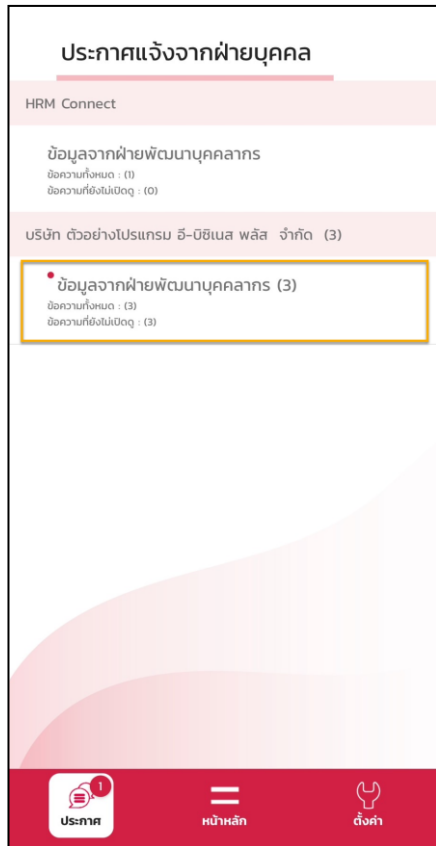 ประกาศแจ้งจากฝ่ายบุคคล
HRM Connect
ข้อมูลจากฝ่ายพัฒนาบุคคลากร
ข้อความทั้งหมด : (1)
ข้อความที่ยังไม่เปิดดู : (0)
บริษัท ตัวอย่างโปรแกรม อี-บิซิเนส พลัส จำกัด (3)
ข้อมูลจากฝ่ายพัฒนาบุคคลากร (3)
ข้อความทั้งหมด : (3)
ข้อความที่ยังไม่เปิดดู : (3)
1
ประกาศ หน้าหลัก ตั้งค่า